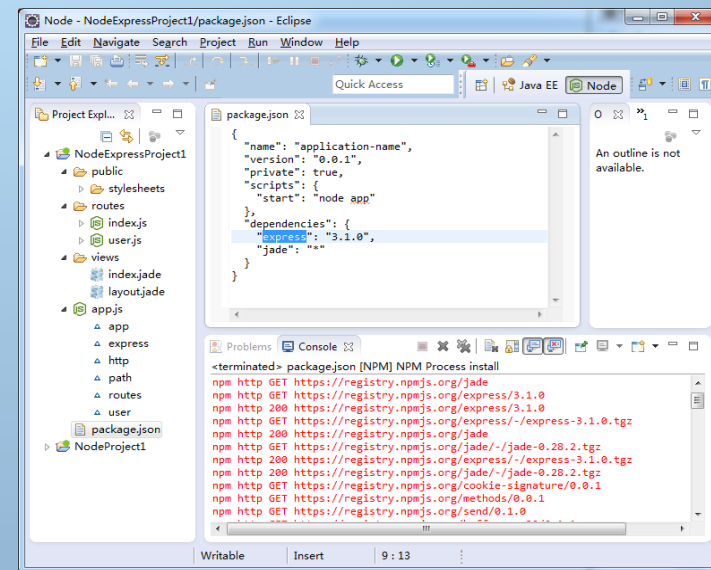 Node - NodeExpressProject1/package.json - Eclipse
File Edit Navigate Search Project Run Window Help
Quick Access
Java EE
Node
Project Expl...
NodeExpressProject1
public
stylesheets
routes
index.js
user.js
views
index.jade
layout.jade
app.js
app
express
http
path
routes
user
package.json
NodeProject1
package.json
{
"name": "application-name",
"version": "0.0.1",
"private": true,
"scripts": {
"start": "node app"
},
"dependencies": {
"express": "3.1.0",
"jade": "*"
}
}
O
»1
An outline is not
available.
Problems
Console
<terminated> package.json [NPM] NPM Process install
npm http GET https://registry.npmjs.org/jade
npm http GET https://registry.npmjs.org/express/3.1.0
npm http 200 https://registry.npmjs.org/express/3.1.0
npm http GET https://registry.npmjs.org/express/-/express-3.1.0.tgz
npm http 200 https://registry.npmjs.org/jade
npm http GET https://registry.npmjs.org/jade/-/jade-0.28.2.tgz
npm http 200 https://registry.npmjs.org/express/-/express-3.1.0.tgz
npm http 200 https://registry.npmjs.org/jade/-/jade-0.28.2.tgz
npm http GET https://registry.npmjs.org/cookie-signature/0.0.1
npm http GET https://registry.npmjs.org/methods/0.0.1
npm http GET https://registry.npmjs.org/send/0.1.0
Writable
Insert
9 : 13